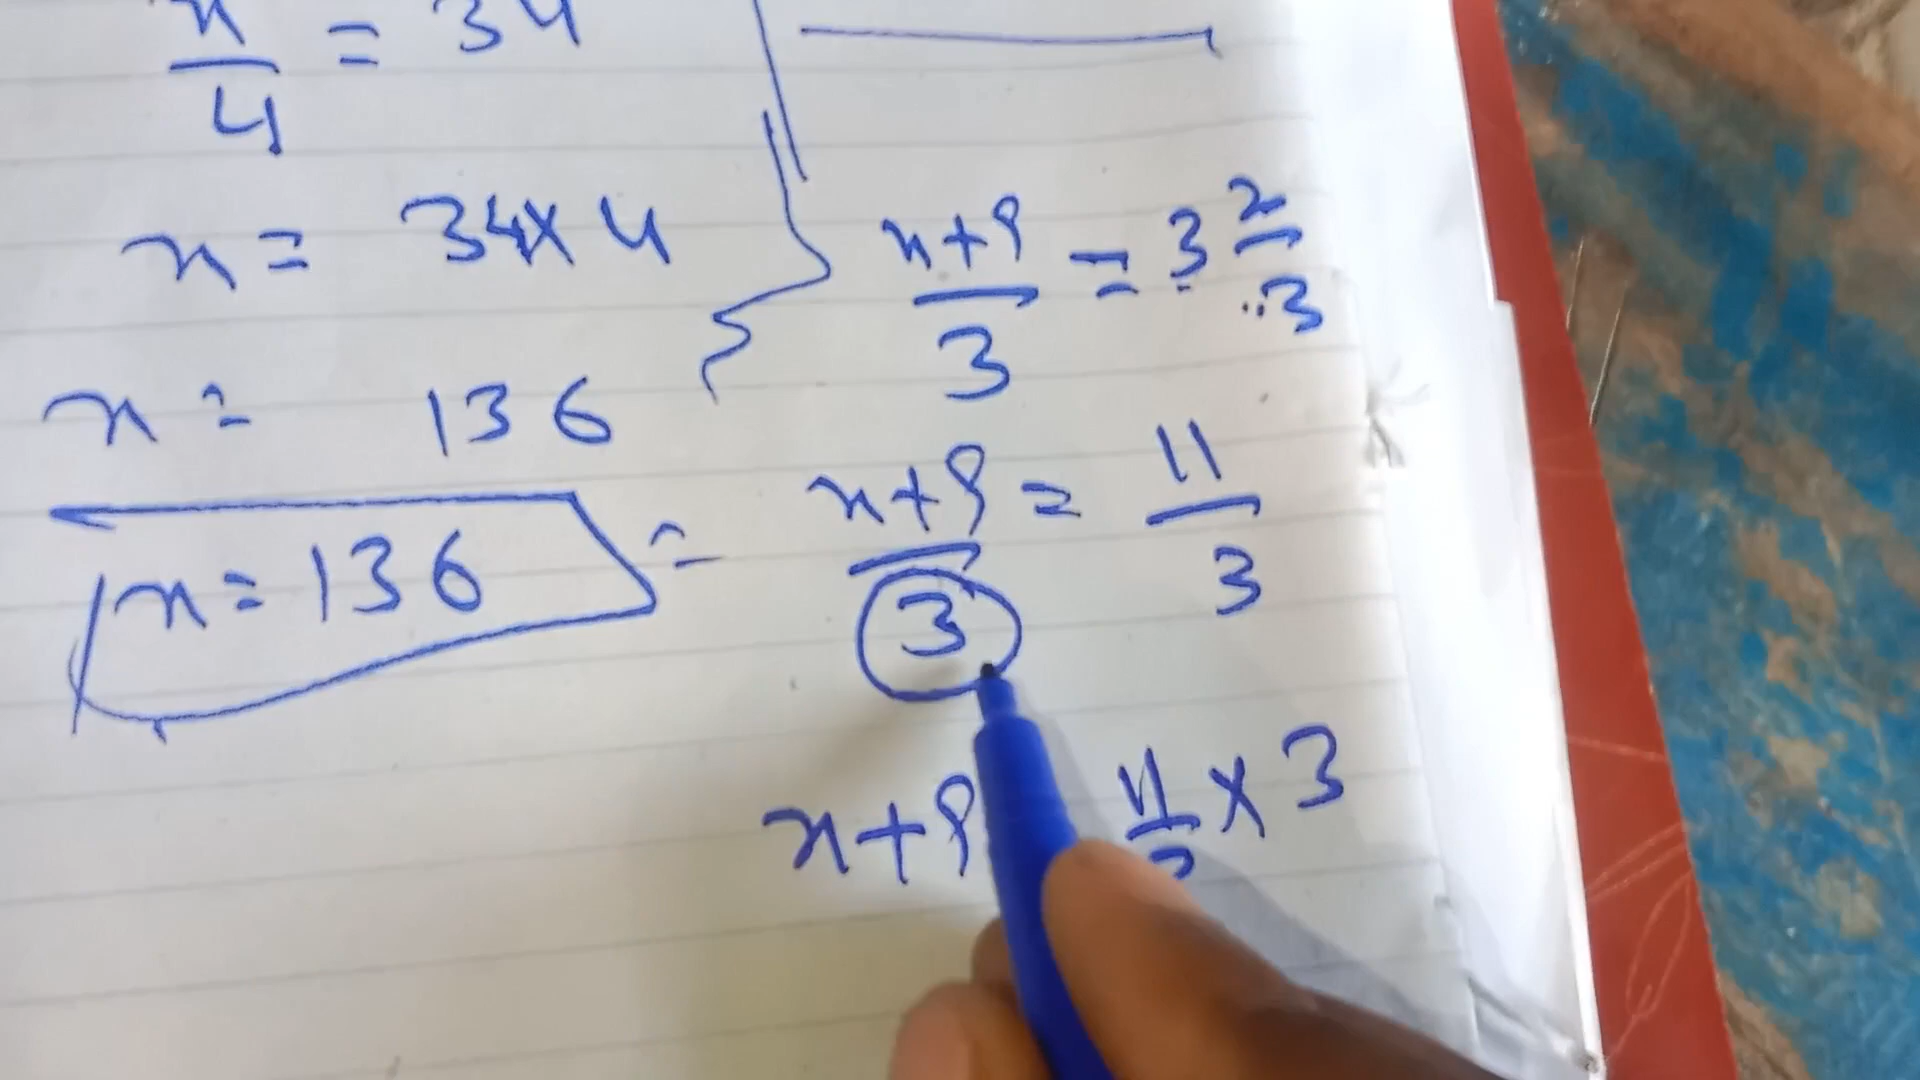 x/4 = 34
x = 34 x 4
x = 136
x = 136
x+9/3 = 3 2/3
= x+9/3 = 11/3
x+9 11/3 x 3